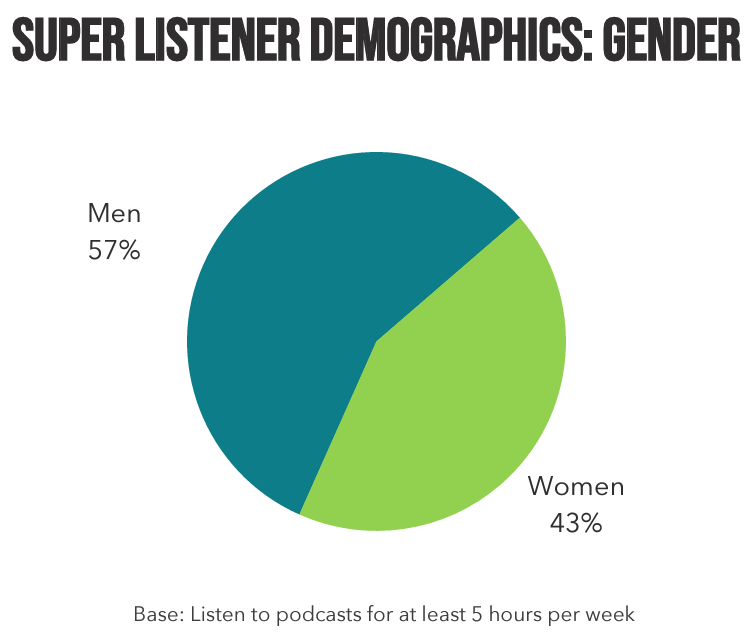 SUPER LISTENER DEMOGRAPHICS: GENDER
Men
57%
Women
43%
Base: Listen to podcasts for at least 5 hours per week